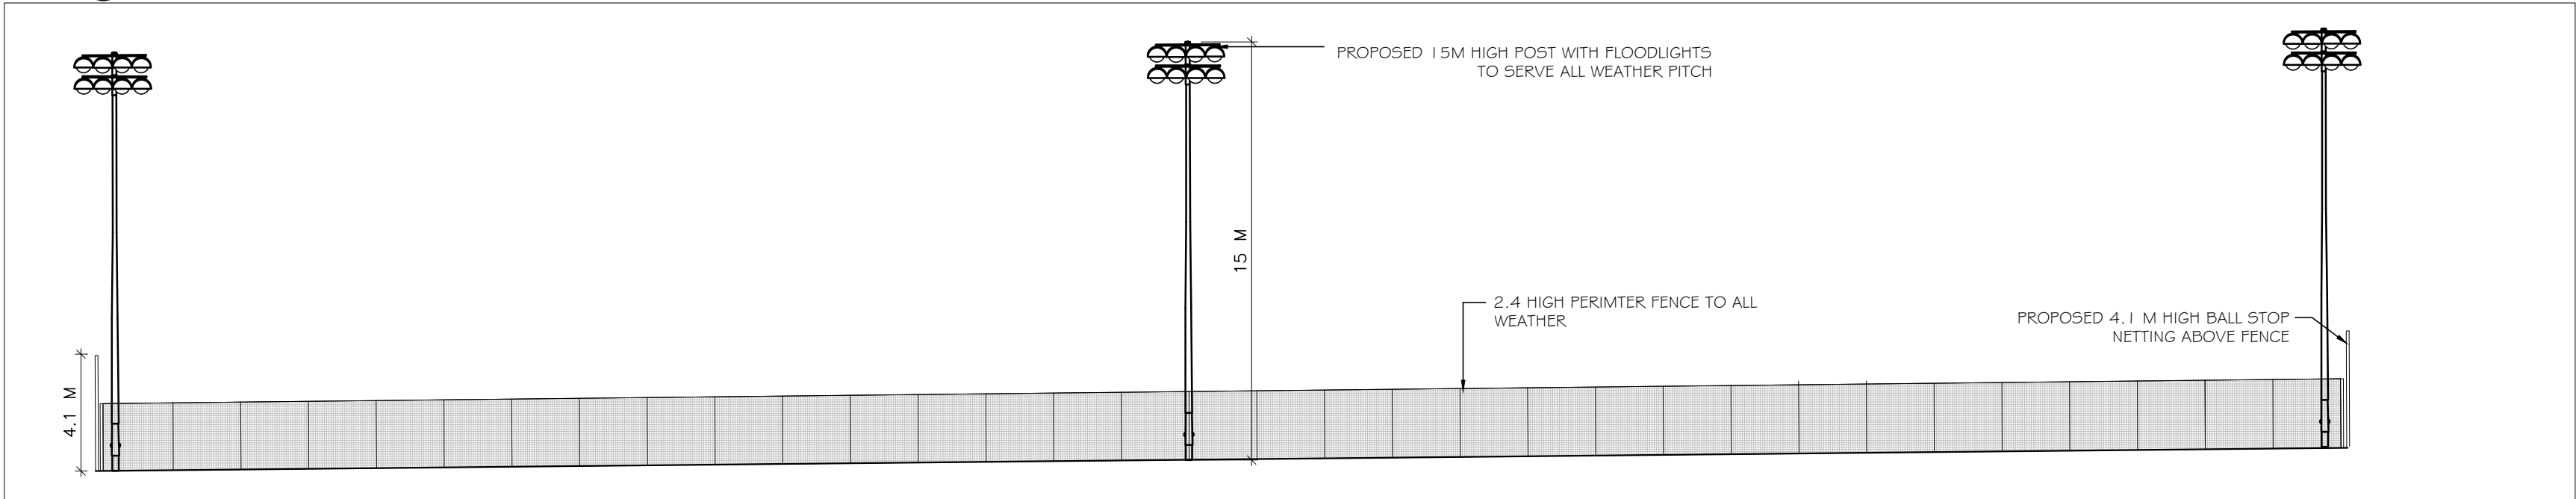 PROPOSED 15M HIGH POST WITH FLOODLIGHTS
TO SERVE ALL WEATHER PITCH
15 M
2.4 HIGH PERIMTER FENCE TO ALL
WEATHER
PROPOSED 4.1 M HIGH BALL STOP
NETTING ABOVE FENCE
4.1 M